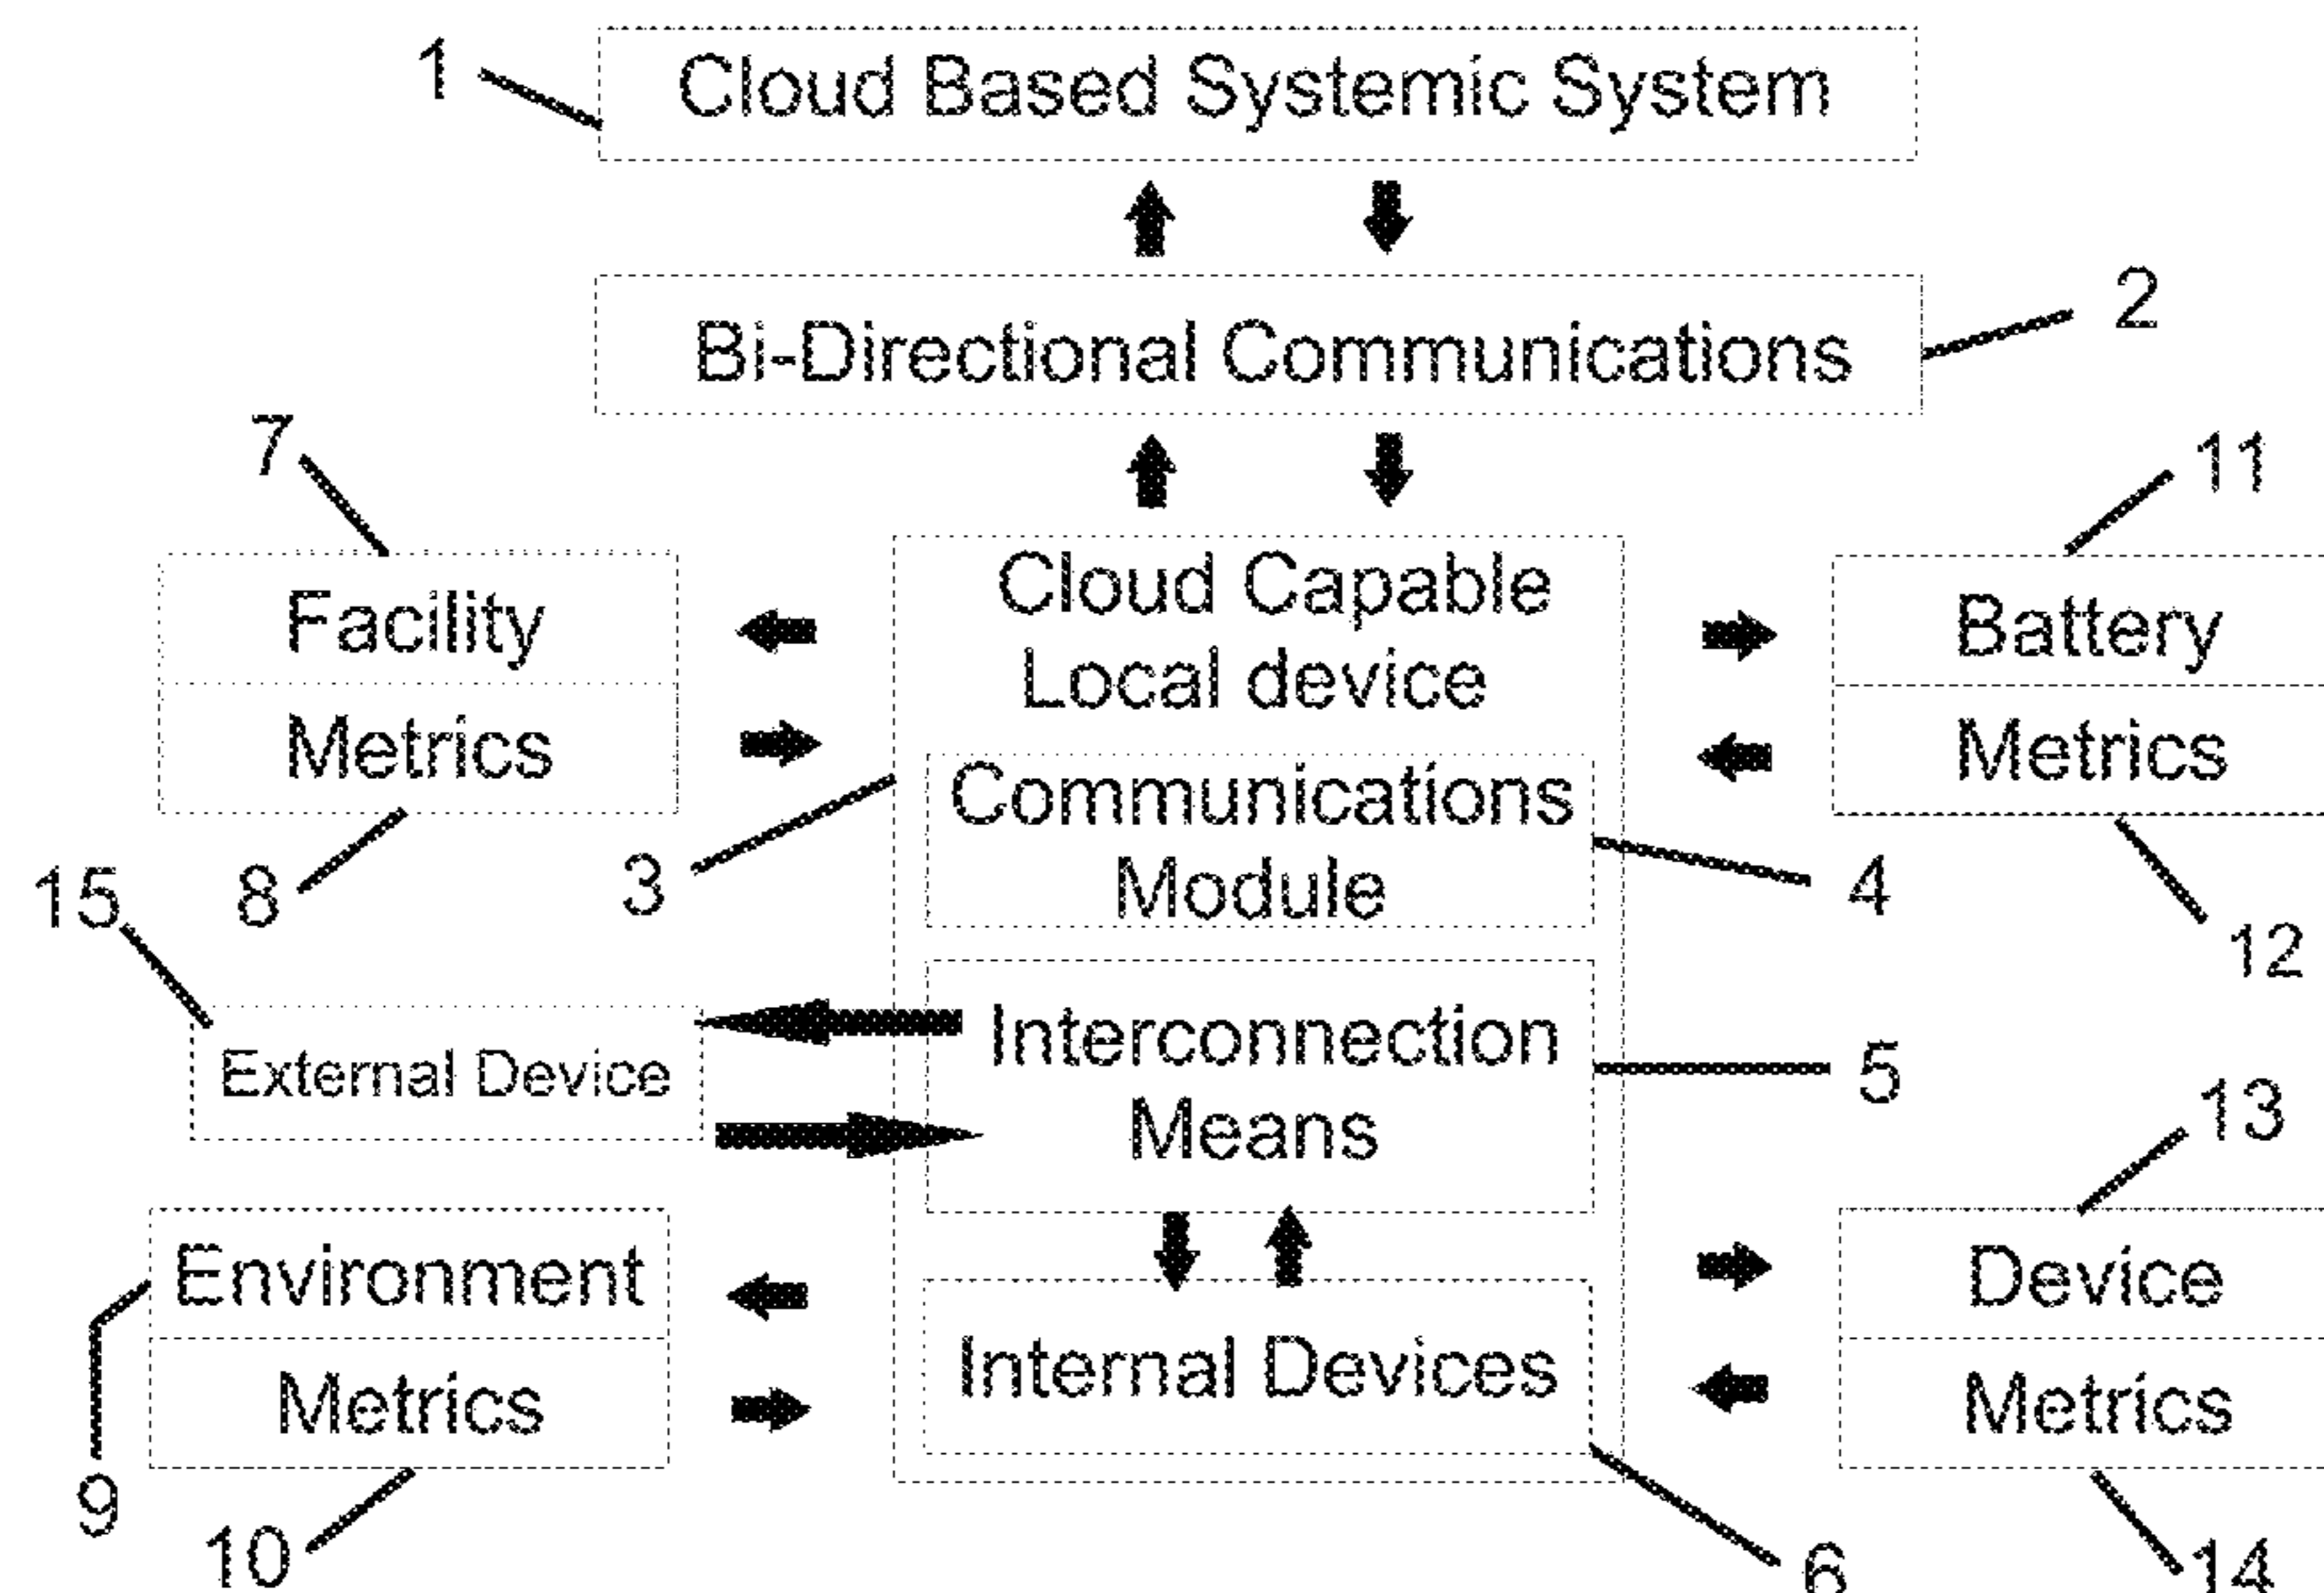 1
Cloud Based Systemic System
Bi-Directional Communications
2
7
11
Facility
Metrics
Cloud Capable
Local device
Battery
Metrics
Communications
Module
3
4
8
15
12
External Device
Interconnection
Means
5
13
Environment
Metrics
Internal Devices
Device
Metrics
9
10
6
14